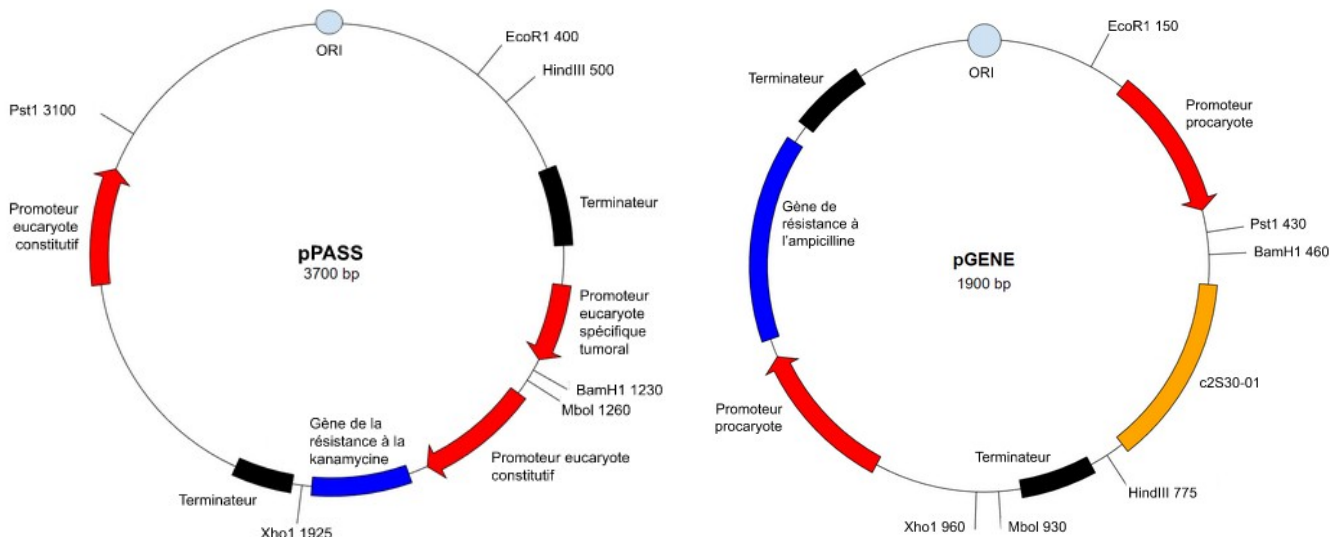 ORI
EcoR1 400
HindIII 500
Pst1 3100
Terminateur
Promoteur
eucaryote
constitutif
pPASS
3700 bp
Promoteur
eucaryote
spécifique
tumoral
BamH1 1230
MboI 1260
Gène de la
résistance à la
kanamycine
Promoteur eucaryote
constitutif
Terminateur
Xho1 1925
ORI
EcoR1 150
Terminateur
Promoteur
procaryote
Gène de
résistance à
l'ampicilline
Pst1 430
BamH1 460
pGENE
1900 bp
c2S30-01
Promoteur
procaryote
Terminateur
HindIII 775
Xho1 960
MboI 930